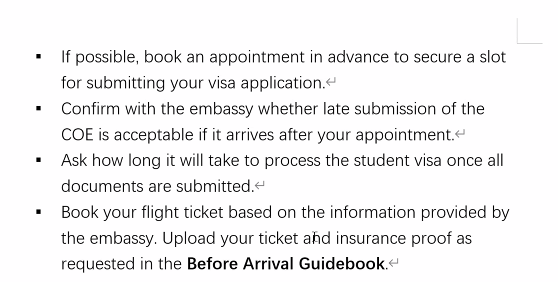 ▪ If possible, book an appointment in advance to secure a slot
for submitting your visa application.↵
▪ Confirm with the embassy whether late submission of the
COE is acceptable if it arrives after your appointment.↵
▪ Ask how long it will take to process the student visa once all
documents are submitted.↵
▪ Book your flight ticket based on the information provided by
the embassy. Upload your ticket and insurance proof as
requested in the Before Arrival Guidebook.↵